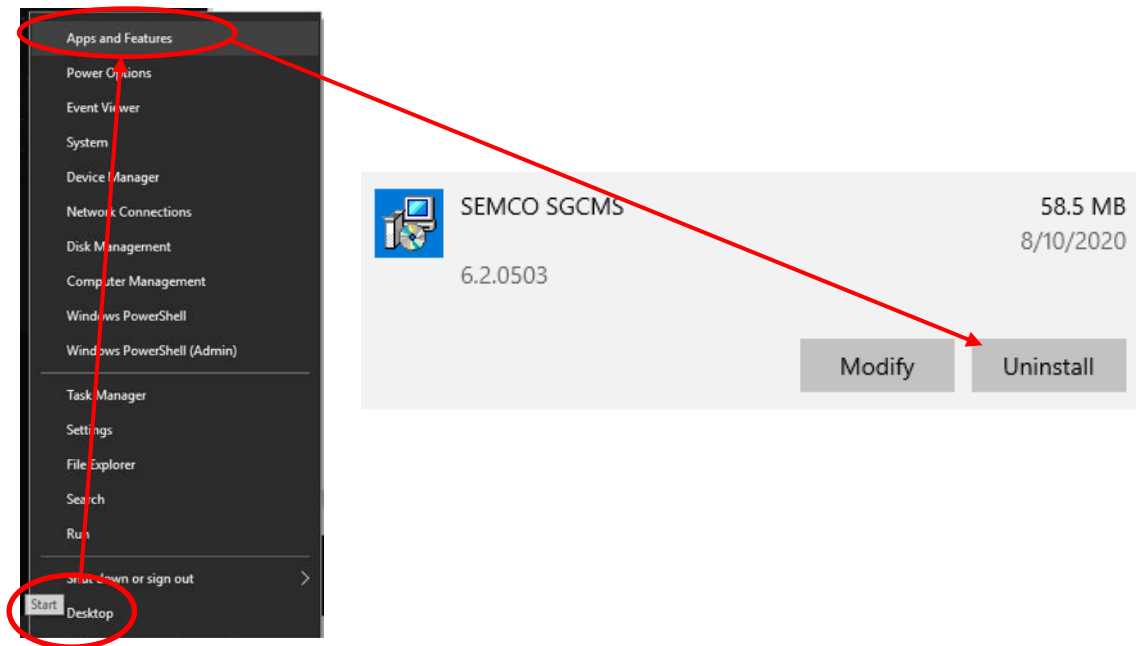 Apps and Features
Power Options
Event Viewer
System
Device Manager
Network Connections
Disk Management
Computer Management
Windows PowerShell
Windows PowerShell (Admin)
Task Manager
Settings
File Explorer
Search
Run
Shut down or sign out
Start
Desktop
SEMCO SGCMS
58.5 MB
8/10/2020
6.2.0503
Modify
Uninstall